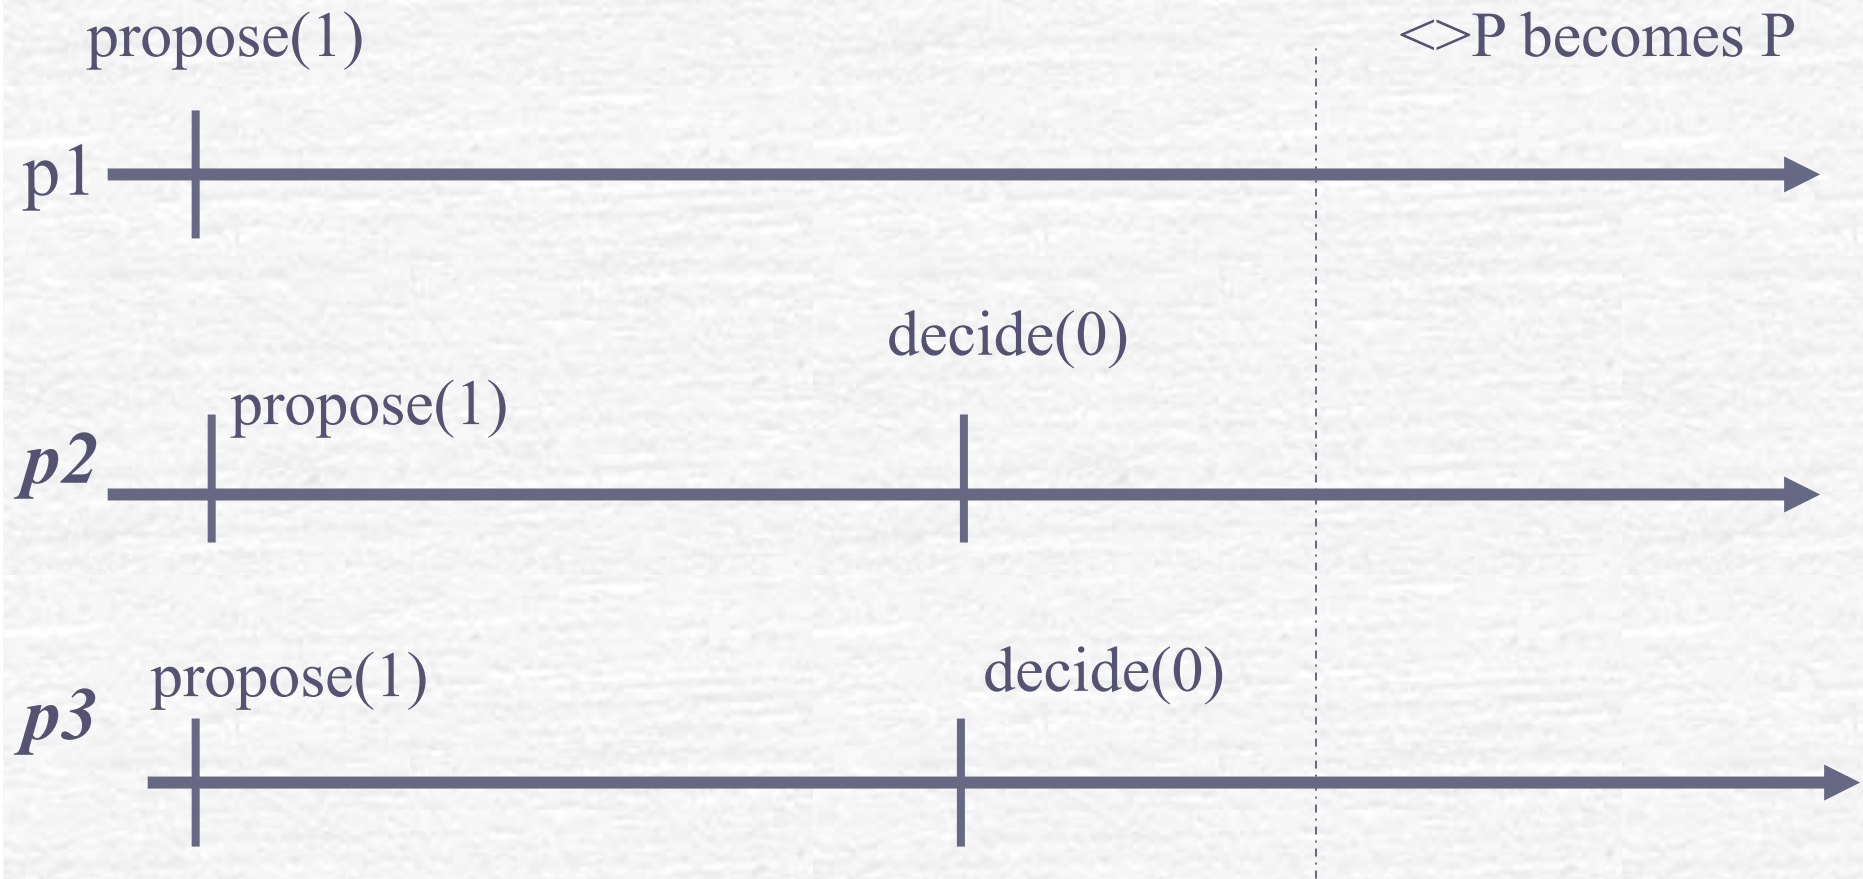 propose(1)
<>P becomes P
p1
decide(0)
propose(1)
p2
propose(1)
decide(0)
p3